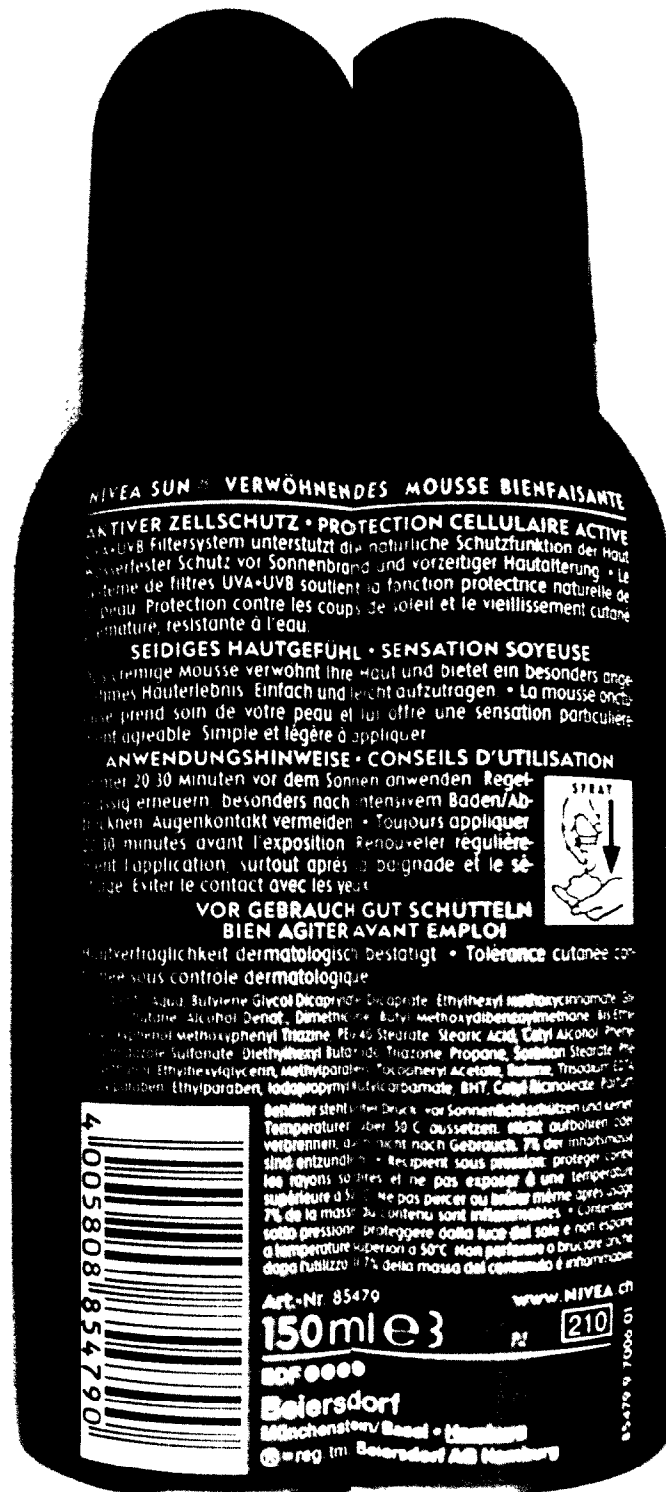 NIVEA SUN ® VERWÖHNENDES MOUSSE BIENFAISANTE
AKTIVER ZELLSCHUTZ • PROTECTION CELLULAIRE ACTIVE
UVA+UVB Filtersystem unterstützt die natürliche Schutzfunktion der Haut
Wasserfester Schutz vor Sonnenbrand und vorzeitiger Hautalterung • Le
système de filtres UVA+UVB soutient la fonction protectrice naturelle de
peau. Protection contre les coups de soleil et le vieillissement cutané
prématuré, resistante à l'eau.
SEIDIGES HAUTGEFÜHL • SENSATION SOYEUSE
cremige Mousse verwöhnt Ihre Haut und bietet ein besonders ange-
nehmes Hauterlebnis. Einfach und leicht aufzutragen. • La mousse onctu-
euse prend soin de votre peau et lui offre une sensation particulière-
ment agreable. Simple et légère à appliquer
ANWENDUNGSHINWEISE • CONSEILS D'UTILISATION
Immer 20 30 Minuten vor dem Sonnen anwenden. Regel-
mässig erneuern, besonders nach intensivem Baden/Ab-
trocknen. Augenkontakt vermeiden • Toujours appliquer
20 30 minutes avant l'exposition. Renouveler régulière-
ment l'application, surtout après la baignade et le sé-
chage. Eviter le contact avec les yeux
SPRAY
VOR GEBRAUCH GUT SCHÜTTELN
BIEN AGITER AVANT EMPLOI
Hautverträglichkeit dermatologisch bestätigt • Tolérance cutanée con-
sous controle dermatologique
Aqua, Butylene Glycol Dicaprylate/Dicaprate, Ethylhexyl Methoxycinnamate,
Butane, Alcohol Denat., Dimethicone, Butyl Methoxydibenzoylmethane,
Methoxyphenyl Triazine, PEG-40 Stearate, Stearic Acid, Cetyl Alcohol,
Sulfonate, Diethylhexyl Butamido Triazone, Propane, Sorbitan Stearate,
Ethylhexylglycerin, Methylparaben, Tocopheryl Acetate, Butane, Trisodium EDTA,
Ethylparaben, Iodopropynyl Butylcarbamate, BHT, Cetyl Ricinoleate, Parfum
Behälter steht unter Druck. vor Sonnenlicht schützen und keiner
Temperaturen über 50 C aussetzen. Nicht aufbohren oder
verbrennen, auch nicht nach Gebrauch. 7% der Inhaltsmasse
sind entzündlich • Récipient sous pression: protéger contre
les rayons solaires et ne pas exposer à une température
supérieure à 50°C Ne pas percer ou brûler même après usage
7% de la masse du contenu sont inflammables • Contenitore
sotto pressione: proteggere dalla luce del sole e non esporre
a temperature superiori a 50°C Non perforare o bruciare anche
dopo l'utilizzo il 7% della massa del contenuto è infiammabile
4005808854790
Art.-Nr. 85479 www.NIVEA.ch
150 ml e 3 PJ 210
BDF
Beiersdorf
Münchenstein/Basel • Hamburg
® = reg. tm. Beiersdorf AG Hamburg
85479 9 7006 01